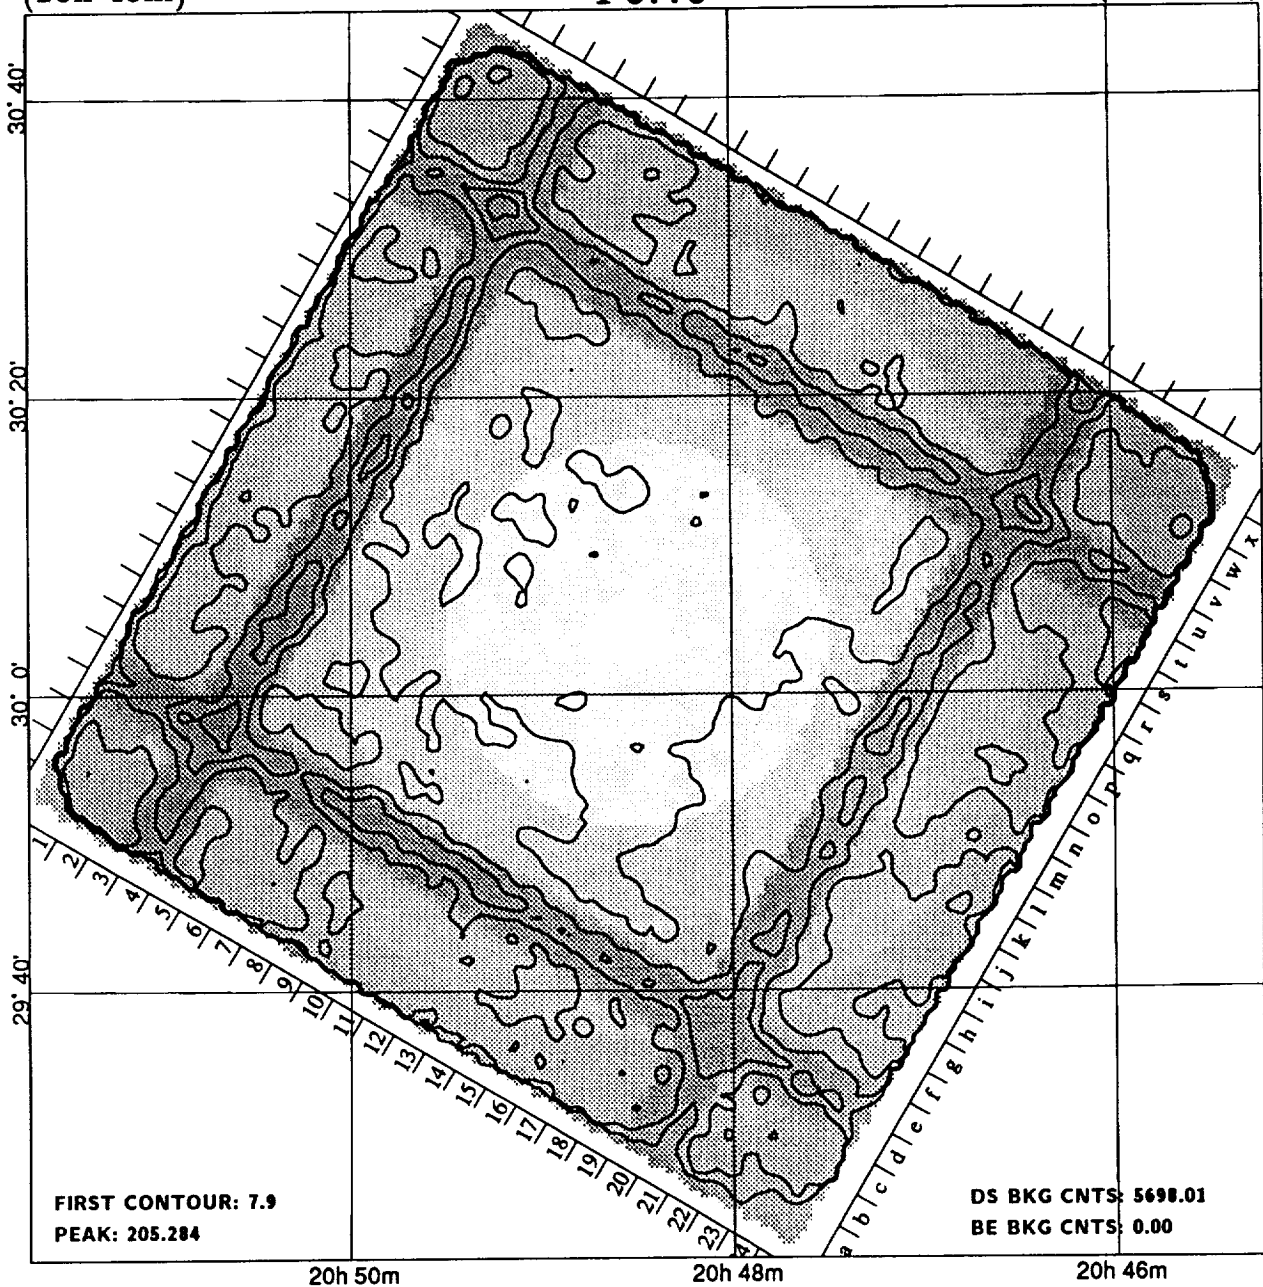 30° 40'
30° 20'
30° 0'
29° 40'
1 2 3 4 5 6 7 8 9 10 11 12 13 14 15 16 17 18 19 20 21 22 23
a b c d e f g h i j k l m n o p q r s t u v w x
FIRST CONTOUR: 7.9
PEAK: 205.284
DS BKG CNTS: 5698.01
BE BKG CNTS: 0.00
20h 50m
20h 48m
20h 46m